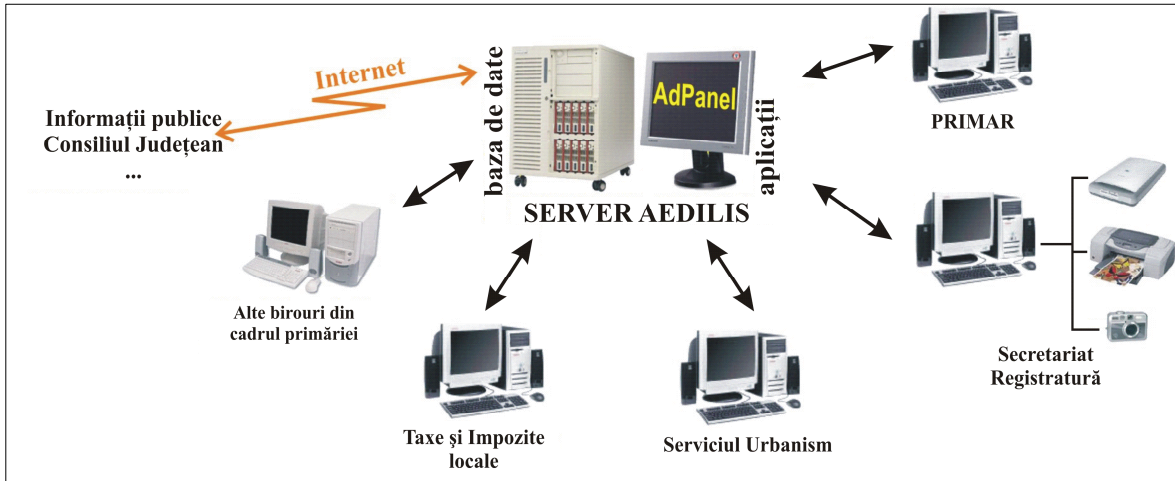 Internet
Informații publice
Consiliul Județean
...
baza de date
AdPanel
aplicații
SERVER AEDILIS
PRIMAR
Alte birouri din
cadrul primăriei
Taxe şi Impozite
locale
Serviciul Urbanism
Secretariat
Registratură